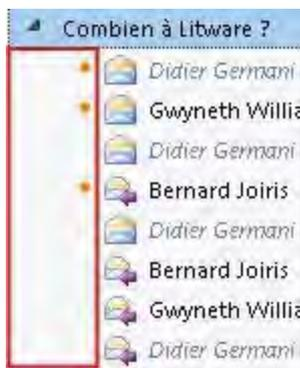 Combien à Litware ?
Didier Germani
Gwyneth Willia
Didier Germani
Bernard Joiris
Didier Germani
Bernard Joiris
Gwyneth Willia
Didier Germani